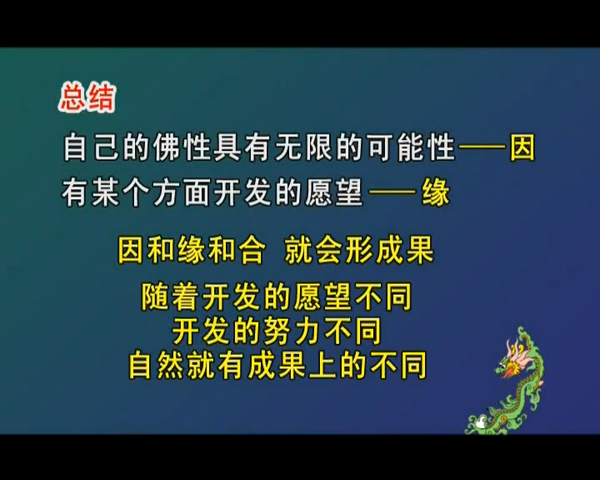 总结
自己的佛性具有无限的可能性——因
有某个方面开发的愿望——缘
因和缘和合 就会形成果
随着开发的愿望不同
开发的努力不同
自然就有成果上的不同